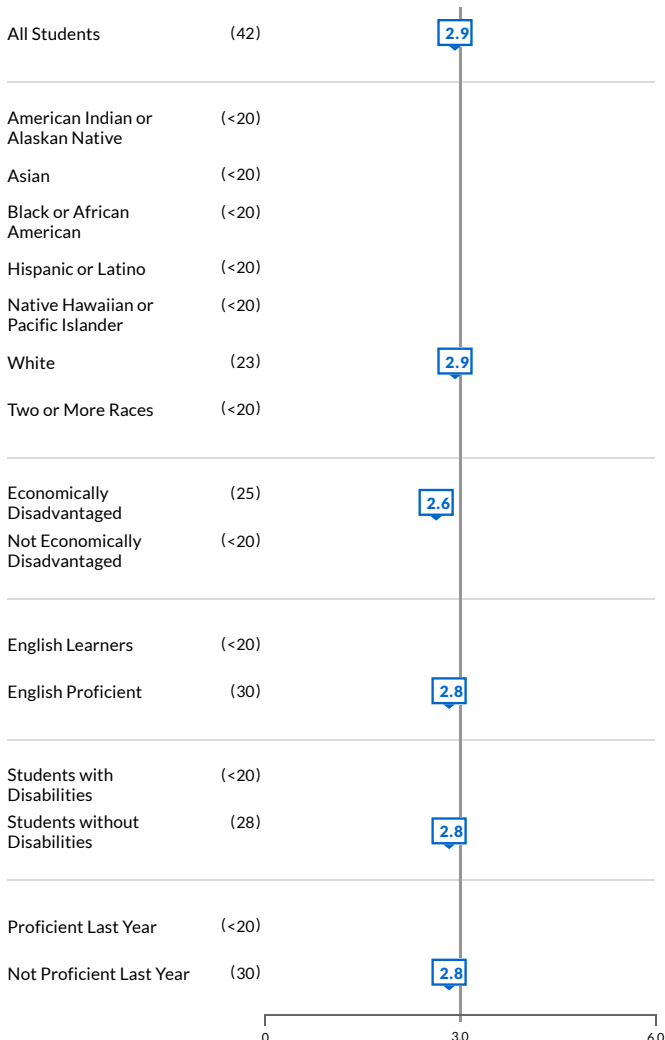 All Students (42) 2.9
American Indian or (<20)
Alaskan Native
Asian (<20)
Black or African (<20)
American
Hispanic or Latino (<20)
Native Hawaiian or (<20)
Pacific Islander
White (23) 2.9
Two or More Races (<20)
Economically (25) 2.6
Disadvantaged
Not Economically (<20)
Disadvantaged
English Learners (<20)
English Proficient (30) 2.8
Students with (<20)
Disabilities
Students without (28) 2.8
Disabilities
Proficient Last Year (<20)
Not Proficient Last Year (30) 2.8
0 3.0 6.0